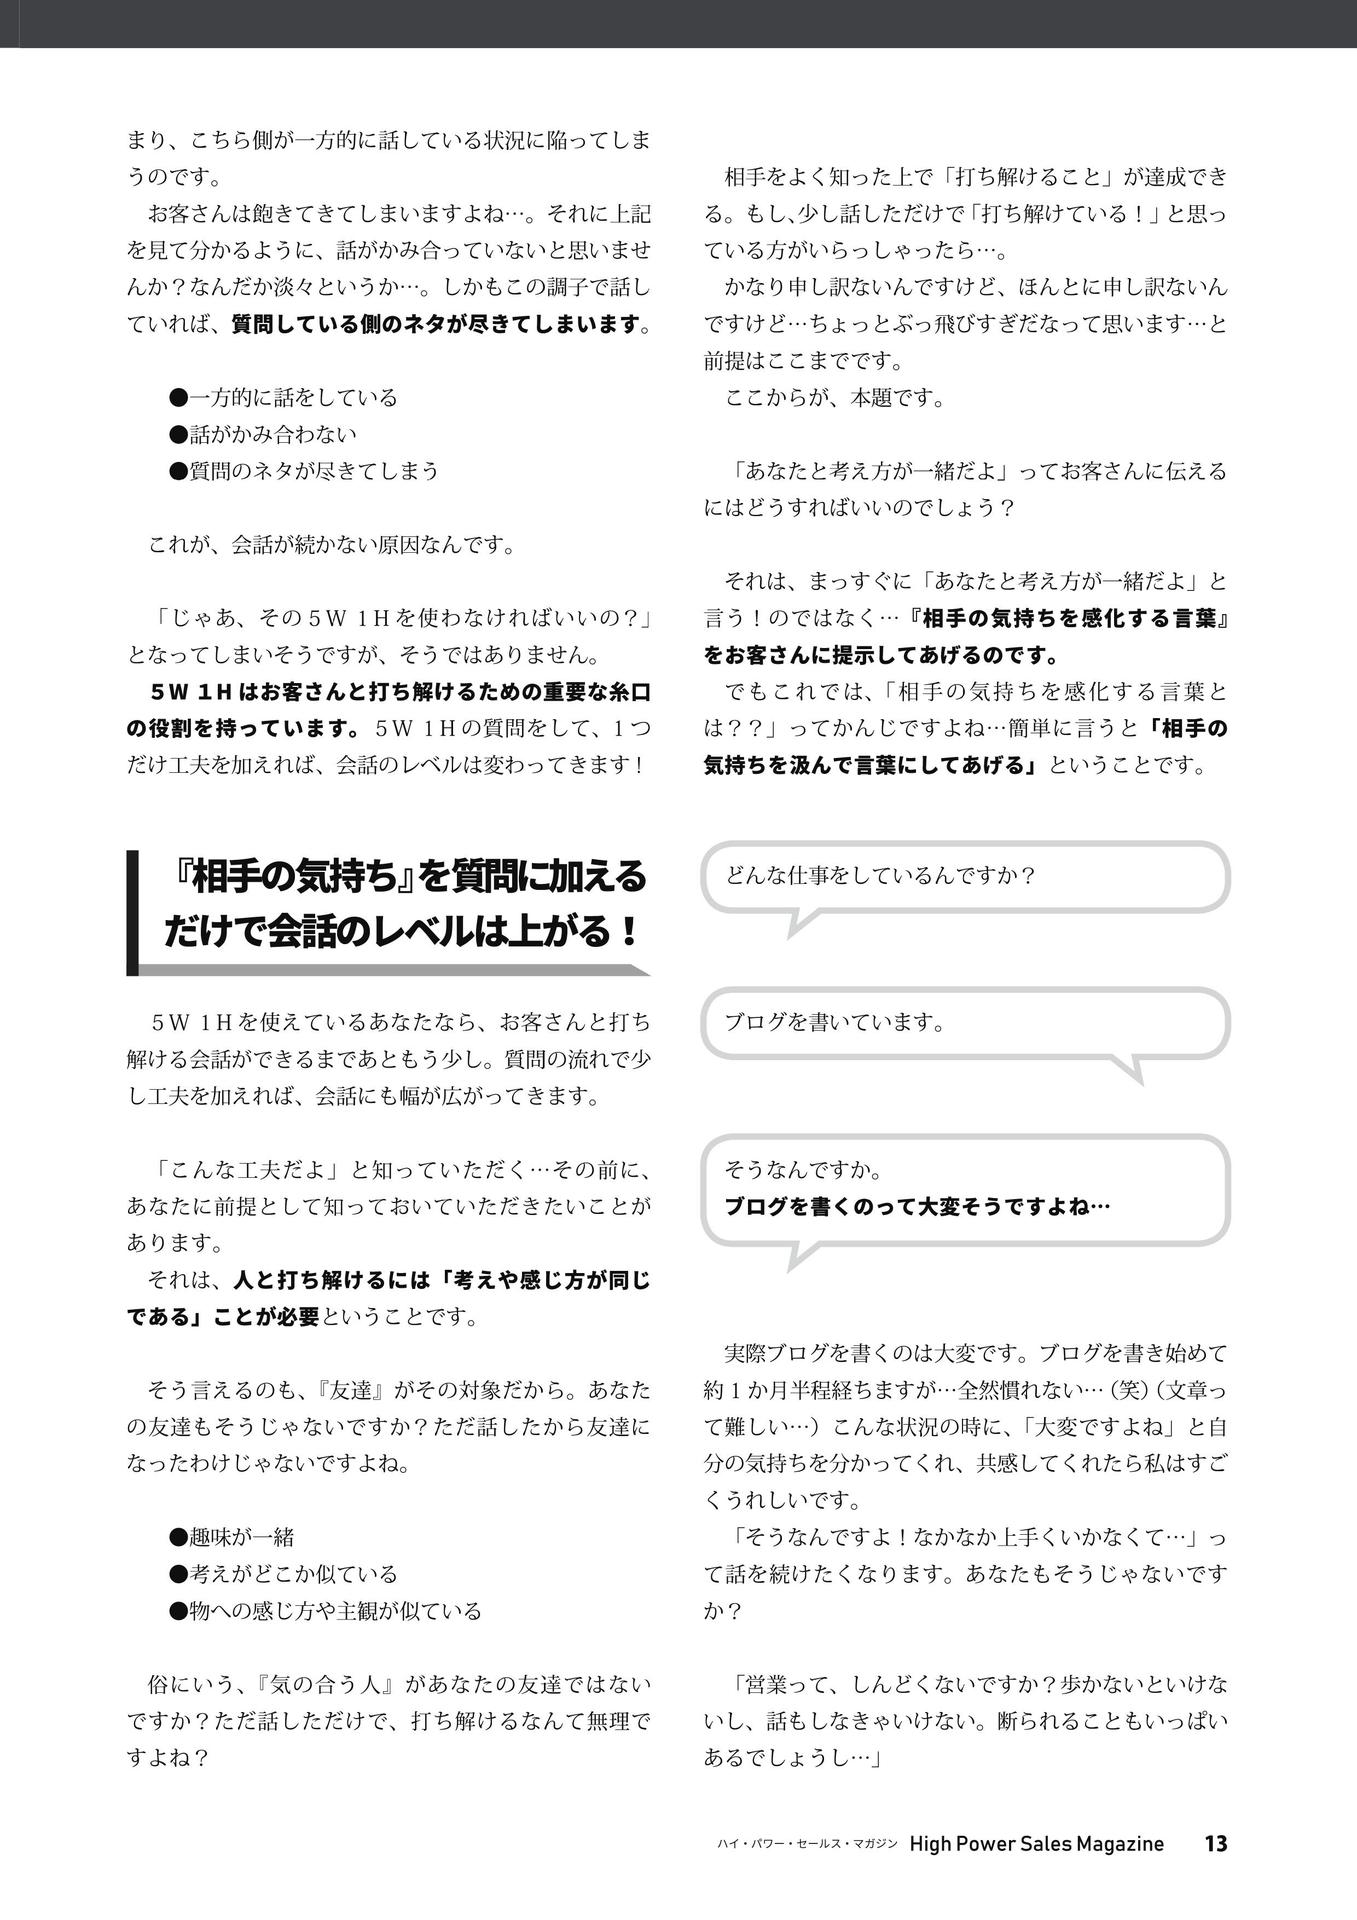 まり、こちら側が一方的に話している状況に陥ってしま
うのです。
お客さんは飽きてきてしまいますよね…。それに上記
を見て分かるように、話がかみ合っていないと思いませ
んか？なんだか淡々というか…。しかもこの調子で話し
ていれば、質問している側のネタが尽きてしまいます。
●一方的に話をしている
●話がかみ合わない
●質問のネタが尽きてしまう
これが、会話が続かない原因なんです。
「じゃあ、その５W１Hを使わなければいいの？」
となってしまいそうですが、そうではありません。
５W１Hはお客さんと打ち解けるための重要な糸口
の役割を持っています。５W１Hの質問をして、１つ
だけ工夫を加えれば、会話のレベルは変わってきます！
『相手の気持ち』を質問に加える
だけで会話のレベルは上がる！
５W１Hを使えているあなたなら、お客さんと打ち
解ける会話ができるまであともう少し。質問の流れで少
し工夫を加えれば、会話にも幅が広がってきます。
「こんな工夫だよ」と知っていただく…その前に、
あなたに前提として知っておいていただきたいことが
あります。
それは、人と打ち解けるには「考えや感じ方が同じ
である」ことが必要ということです。
そう言えるのも、『友達』がその対象だから。あなた
の友達もそうじゃないですか？ただ話したから友達に
なったわけじゃないですよね。
●趣味が一緒
●考えがどこか似ている
●物への感じ方や主観が似ている
俗にいう、『気の合う人』があなたの友達ではない
ですか？ただ話しただけで、打ち解けるなんて無理で
すよね？
相手をよく知った上で「打ち解けること」が達成でき
る。もし、少し話しただけで「打ち解けている！」と思っ
ている方がいらっしゃったら…。
かなり申し訳ないんですけど、ほんとに申し訳ないん
ですけど…ちょっとぶっ飛びすぎだなって思います…と
前提はここまでです。
ここからが、本題です。
「あなたと考え方が一緒だよ」ってお客さんに伝える
にはどうすればいいのでしょう？
それは、まっすぐに「あなたと考え方が一緒だよ」と
言う！のではなく…『相手の気持ちを感化する言葉』
をお客さんに提示してあげるのです。
でもこれでは、「相手の気持ちを感化する言葉と
は？？」ってかんじですよね…簡単に言うと「相手の
気持ちを汲んで言葉にしてあげる」ということです。
どんな仕事をしているんですか？
ブログを書いています。
そうなんですか。
ブログを書くのって大変そうですよね…
実際ブログを書くのは大変です。ブログを書き始めて
約１か月半程経ちますが…全然慣れない…（笑）（文章っ
て難しい…）こんな状況の時に、「大変ですよね」と自
分の気持ちを分かってくれ、共感してくれたら私はすご
くうれしいです。
「そうなんですよ！なかなか上手くいかなくて…」っ
て話を続けたくなります。あなたもそうじゃないです
か？
「営業って、しんどくないですか？歩かないといけな
いし、話もしなきゃいけない。断られることもいっぱい
あるでしょうし…」
ハイ・パワー・セールス・マガジン High Power Sales Magazine 13